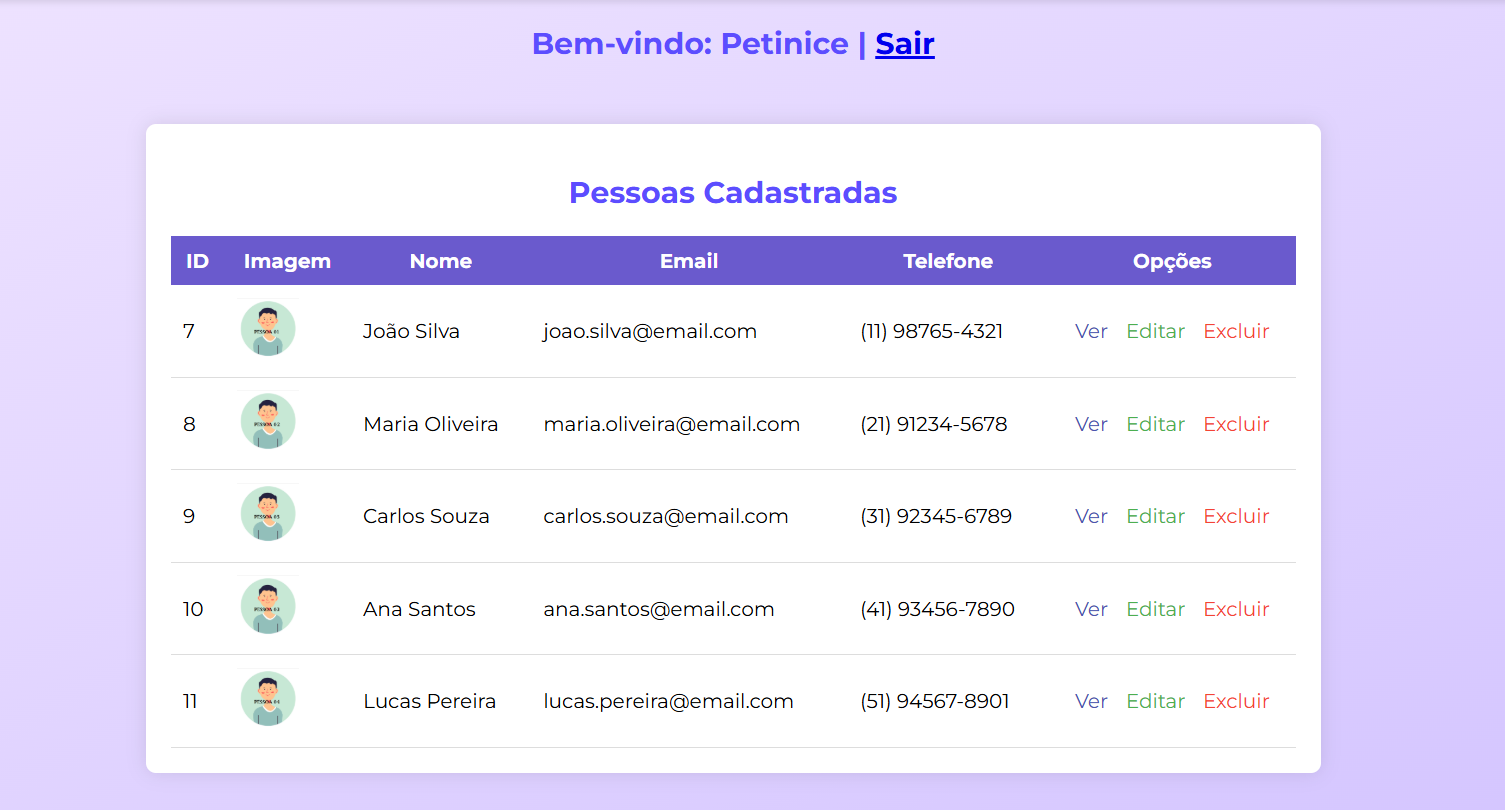 Bem-vindo: Petinice | Sair
Pessoas Cadastradas
ID Imagem Nome Email Telefone Opções
PESSOA 01
7 João Silva joao.silva@email.com (11) 98765-4321 Ver Editar Excluir
PESSOA 02
8 Maria Oliveira maria.oliveira@email.com (21) 91234-5678 Ver Editar Excluir
PESSOA
9 Carlos Souza carlos.souza@email.com (31) 92345-6789 Ver Editar Excluir
PESSOA
10 Ana Santos ana.santos@email.com (41) 93456-7890 Ver Editar Excluir
PESSOA
11 Lucas Pereira lucas.pereira@email.com (51) 94567-8901 Ver Editar Excluir